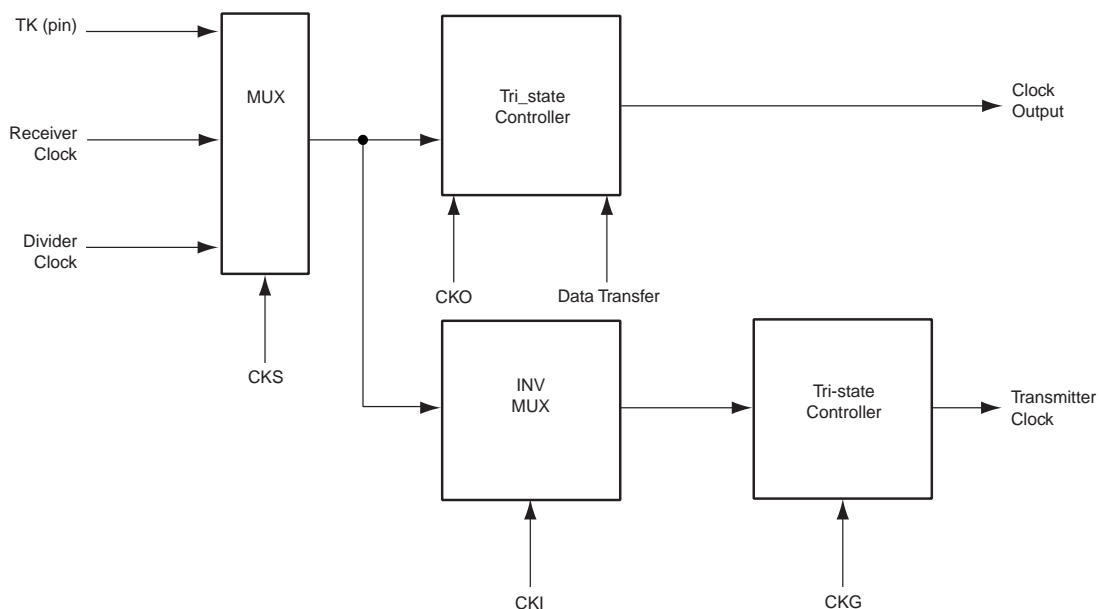 TK (pin)
MUX
Tri_state
Controller
Clock
Output
Receiver
Clock
Divider
Clock
CKO
Data Transfer
CKS
INV
MUX
Tri-state
Controller
Transmitter
Clock
CKI
CKG